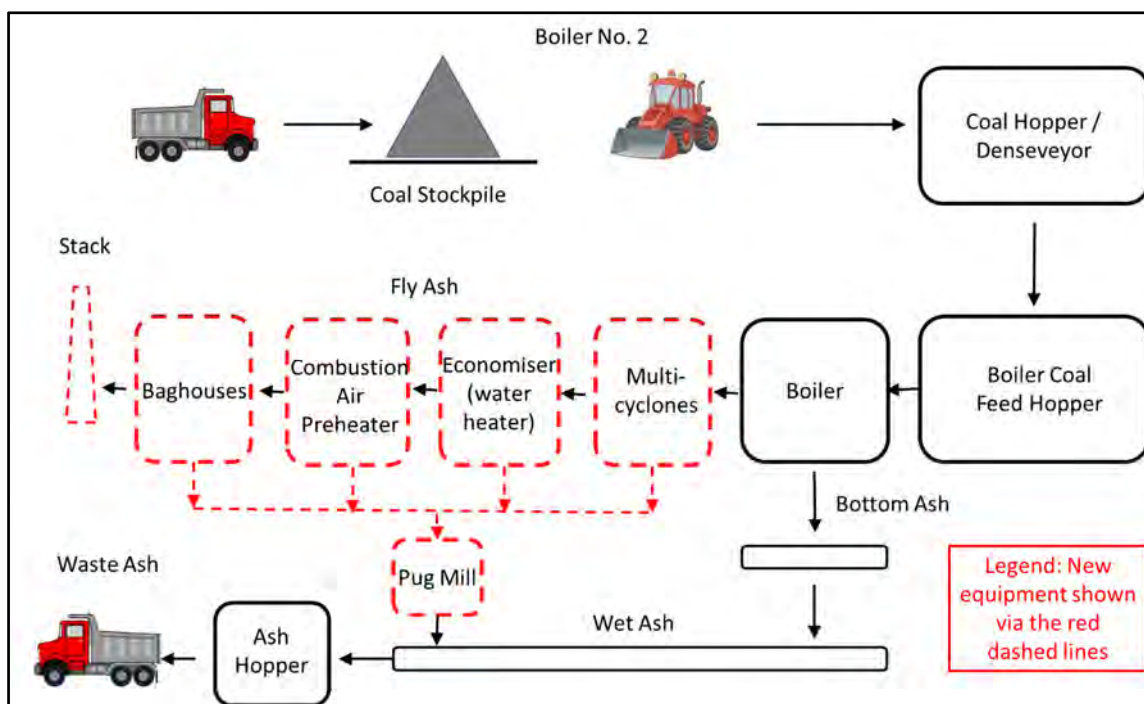 Boiler No. 2
Coal Hopper /
Denseveyor
Coal Stockpile
Stack
Fly Ash
Baghouses
Combustion
Air
Preheater
Economiser
(water
heater)
Multi-
cyclones
Boiler
Boiler Coal
Feed Hopper
Bottom Ash
Pug Mill
Waste Ash
Ash
Hopper
Wet Ash
Legend: New
equipment shown
via the red
dashed lines